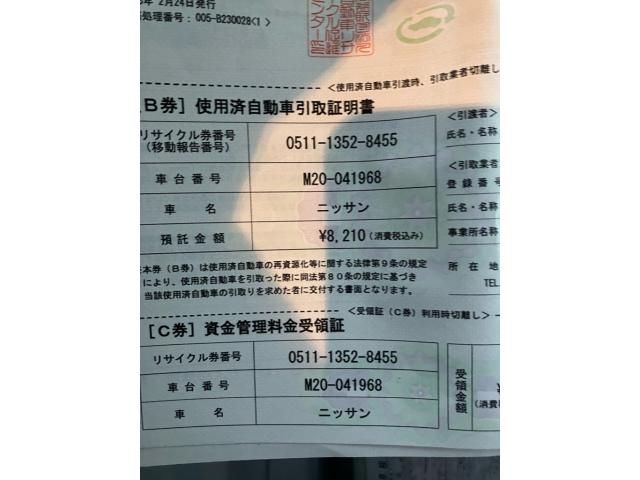 年 2月24日発行
処理番号：005-B230028<1>
<使用済自動車引渡時、引取業者切離し
B券］使用済自動車引取証明書
リサイクル券番号
(移動報告番号)
0511-1352-8455
車台番号
M20-041968
車名
ニッサン
預託金額
¥8,210（消費税込み）
<引渡者>
氏名・名称
<引取業者
登録番号
氏名・名称
事業所名称
所在地
TEL
本券（B券）は使用済自動車の再資源化等に関する法律第9条の規定
により、使用済自動車を引取った際に同法第80条の規定に基づき
当該使用済自動車の引取りを求めた者に交付する書面となります。
<受領証（C券）利用時切離し>
［C券］資金管理料金受領証
リサイクル券番号
0511-1352-8455
車台番号
M20-041968
車名
ニッサン
受領金額
¥
(消費税